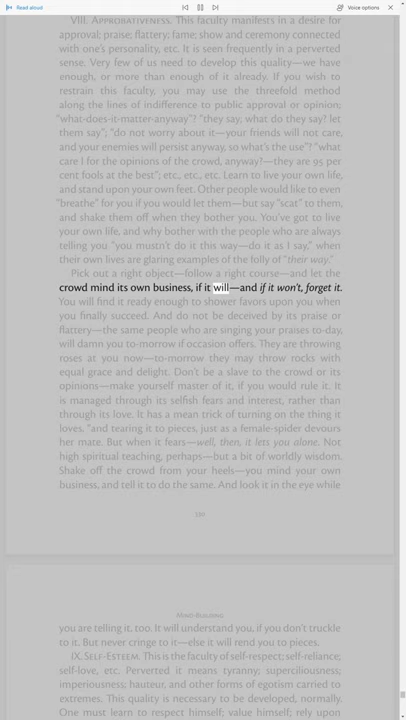 Read aloud
Voice options
VIII. APPROBATIVENESS. This faculty manifests in a desire for
approval; praise; flattery; fame; show and ceremony connected
with one's personality, etc. It is seen frequently in a perverted
sense. Very few of us need to develop this quality—we have
enough, or more than enough of it already. If you wish to
restrain this faculty, you may use the threefold method
along the lines of indifference to public approval or opinion;
"what-does-it-matter-anyway"? "they say, what do they say? let
them say"; "do not worry about it—your friends will not care,
and your enemies will persist anyway, so what's the use"? "what
care I for the opinions of the crowd, anyway?—they are 95 per
cent fools at the best"; etc., etc., etc. Learn to live your own life,
and stand upon your own feet. Other people would like to even
"breathe" for you if you would let them—but say "scat" to them,
and shake them off when they bother you. You've got to live
your own life, and why bother with the people who are always
telling you "you mustn't do it this way—do it as I say," when
their own lives are glaring examples of the folly of "their way."
Pick out a right object—follow a right course—and let the
crowd mind its own business, if it will—and if it won't, forget it.
You will find it ready enough to shower favors upon you when
you finally succeed. And do not be deceived by its praise or
flattery—the same people who are singing your praises to-day,
will damn you to-morrow if occasion offers. They are throwing
roses at you now—to-morrow they may throw rocks with
equal grace and delight. Don't be a slave to the crowd or its
opinions—make yourself master of it, if you would rule it. It
is managed through its selfish fears and interest, rather than
through its love. It has a mean trick of turning on the thing it
loves, "and tearing it to pieces, just as a female-spider devours
her mate. But when it fears—well, then, it lets you alone. Not
high spiritual teaching, perhaps—but a bit of worldly wisdom.
Shake off the crowd from your heels—you mind your own
business, and tell it to do the same. And look it in the eye while
Mind-Building
you are telling it, too. It will understand you, if you don't truckle
to it. But never cringe to it—else it will rend you to pieces.
IX. SELF-ESTEEM. This is the faculty of self-respect; self-reliance;
self-love, etc. Perverted it means tyranny; superciliousness;
imperiousness; hauteur, and other forms of egotism carried to
extremes. This quality is necessary to be developed, normally.
One must learn to respect himself; value himself; rely upon